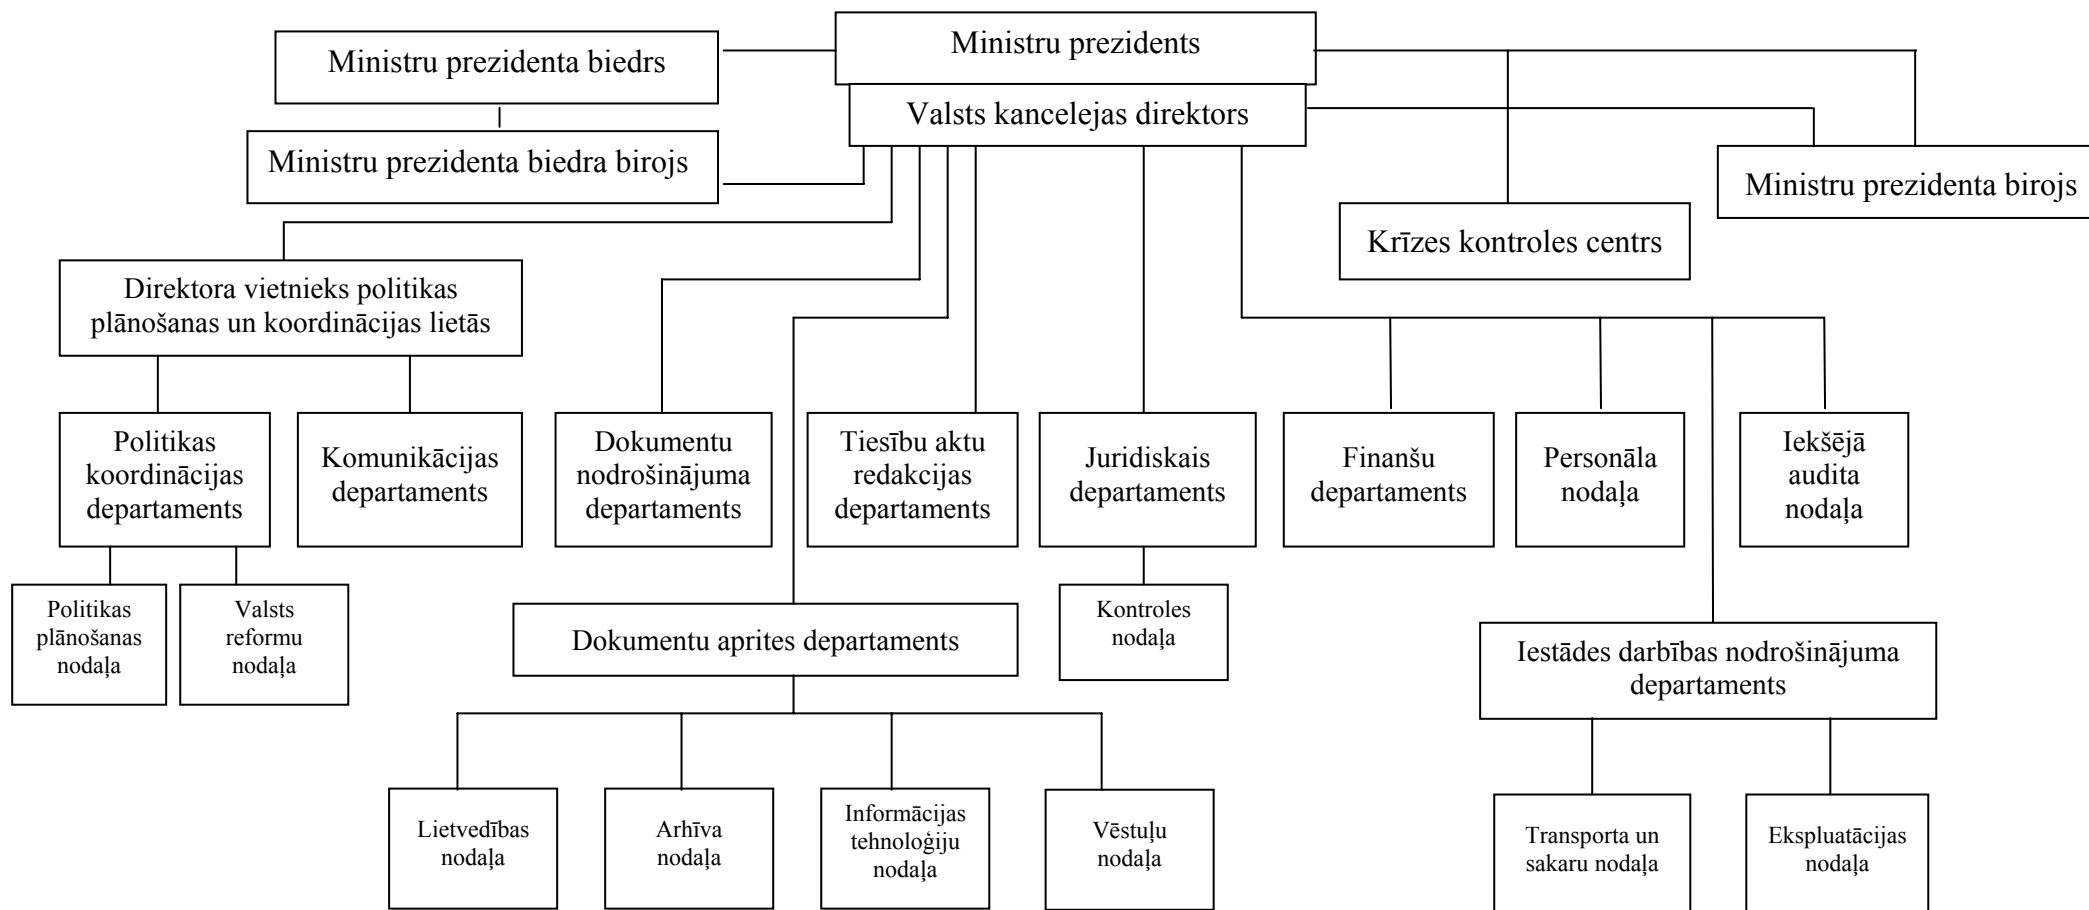 Ministru prezidents
Ministru prezidenta biedrs
Valsts kancelejas direktors
Ministru prezidenta biedra birojs
Ministru prezidenta birojs
Krīzes kontroles centrs
Direktora vietnieks politikas
plānošanas un koordinācijas lietās
Politikas
koordinācijas
departaments
Komunikācijas
departaments
Dokumentu
nodrošinājuma
departaments
Tiesību aktu
redakcijas
departaments
Juridiskais
departaments
Finanšu
departaments
Personāla
nodaļa
Iekšējā
audita
nodaļa
Politikas
plānošanas
nodaļa
Valsts
reformu
nodaļa
Dokumentu aprites departaments
Kontroles
nodaļa
Iestādes darbības nodrošinājuma
departaments
Lietvedības
nodaļa
Arhīva
nodaļa
Informācijas
tehnoloģiju
nodaļa
Vēstuļu
nodaļa
Transporta un
sakaru nodaļa
Ekspluatācijas
nodaļa